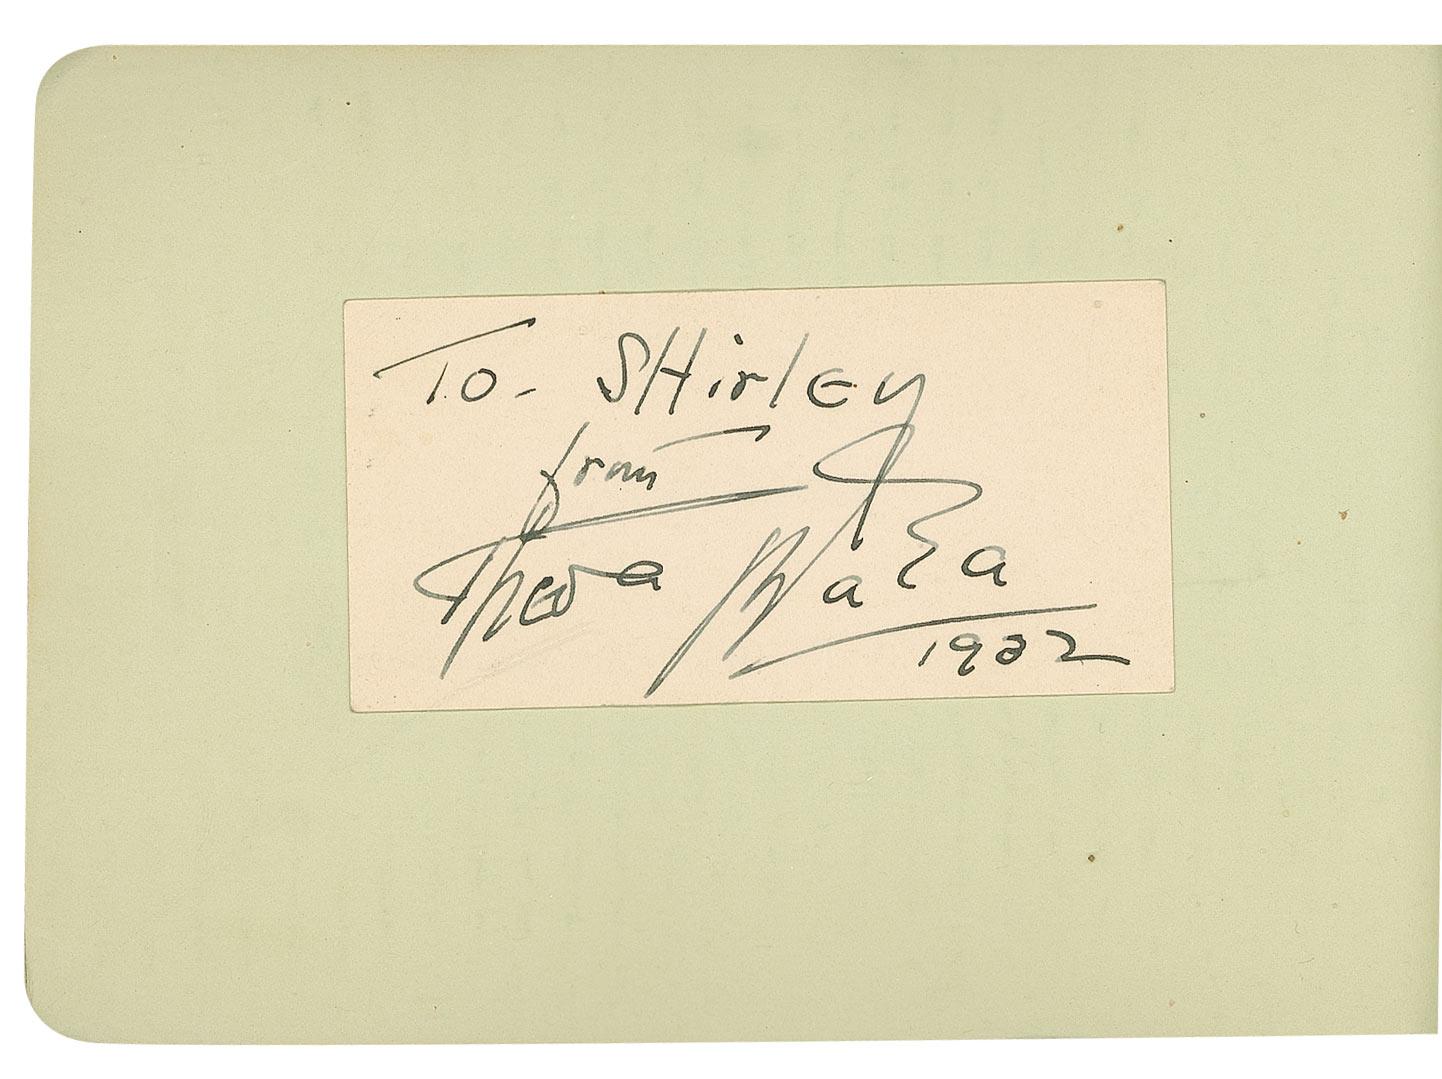 To- SHirlEy
from
Theda Bara
1932